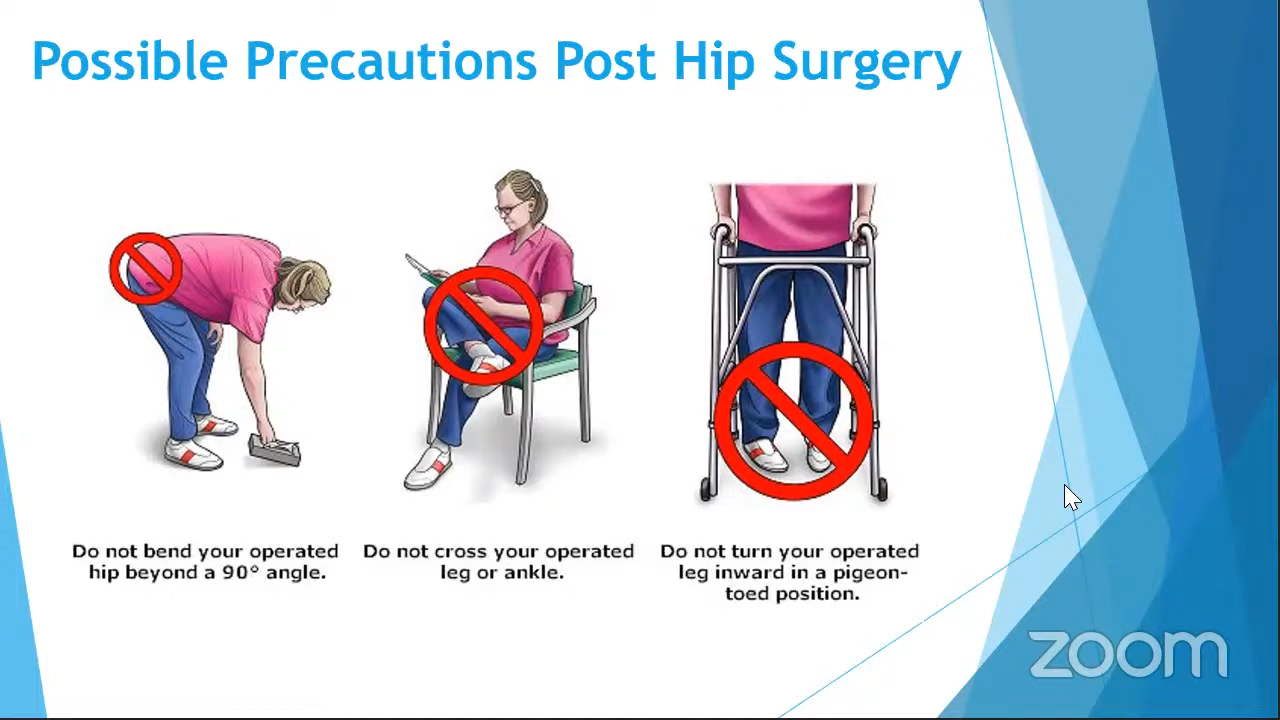 Possible Precautions Post Hip Surgery
Do not bend your operated
hip beyond a 90° angle.
Do not cross your operated
leg or ankle.
Do not turn your operated
leg inward in a pigeon-
toed position.
zoom